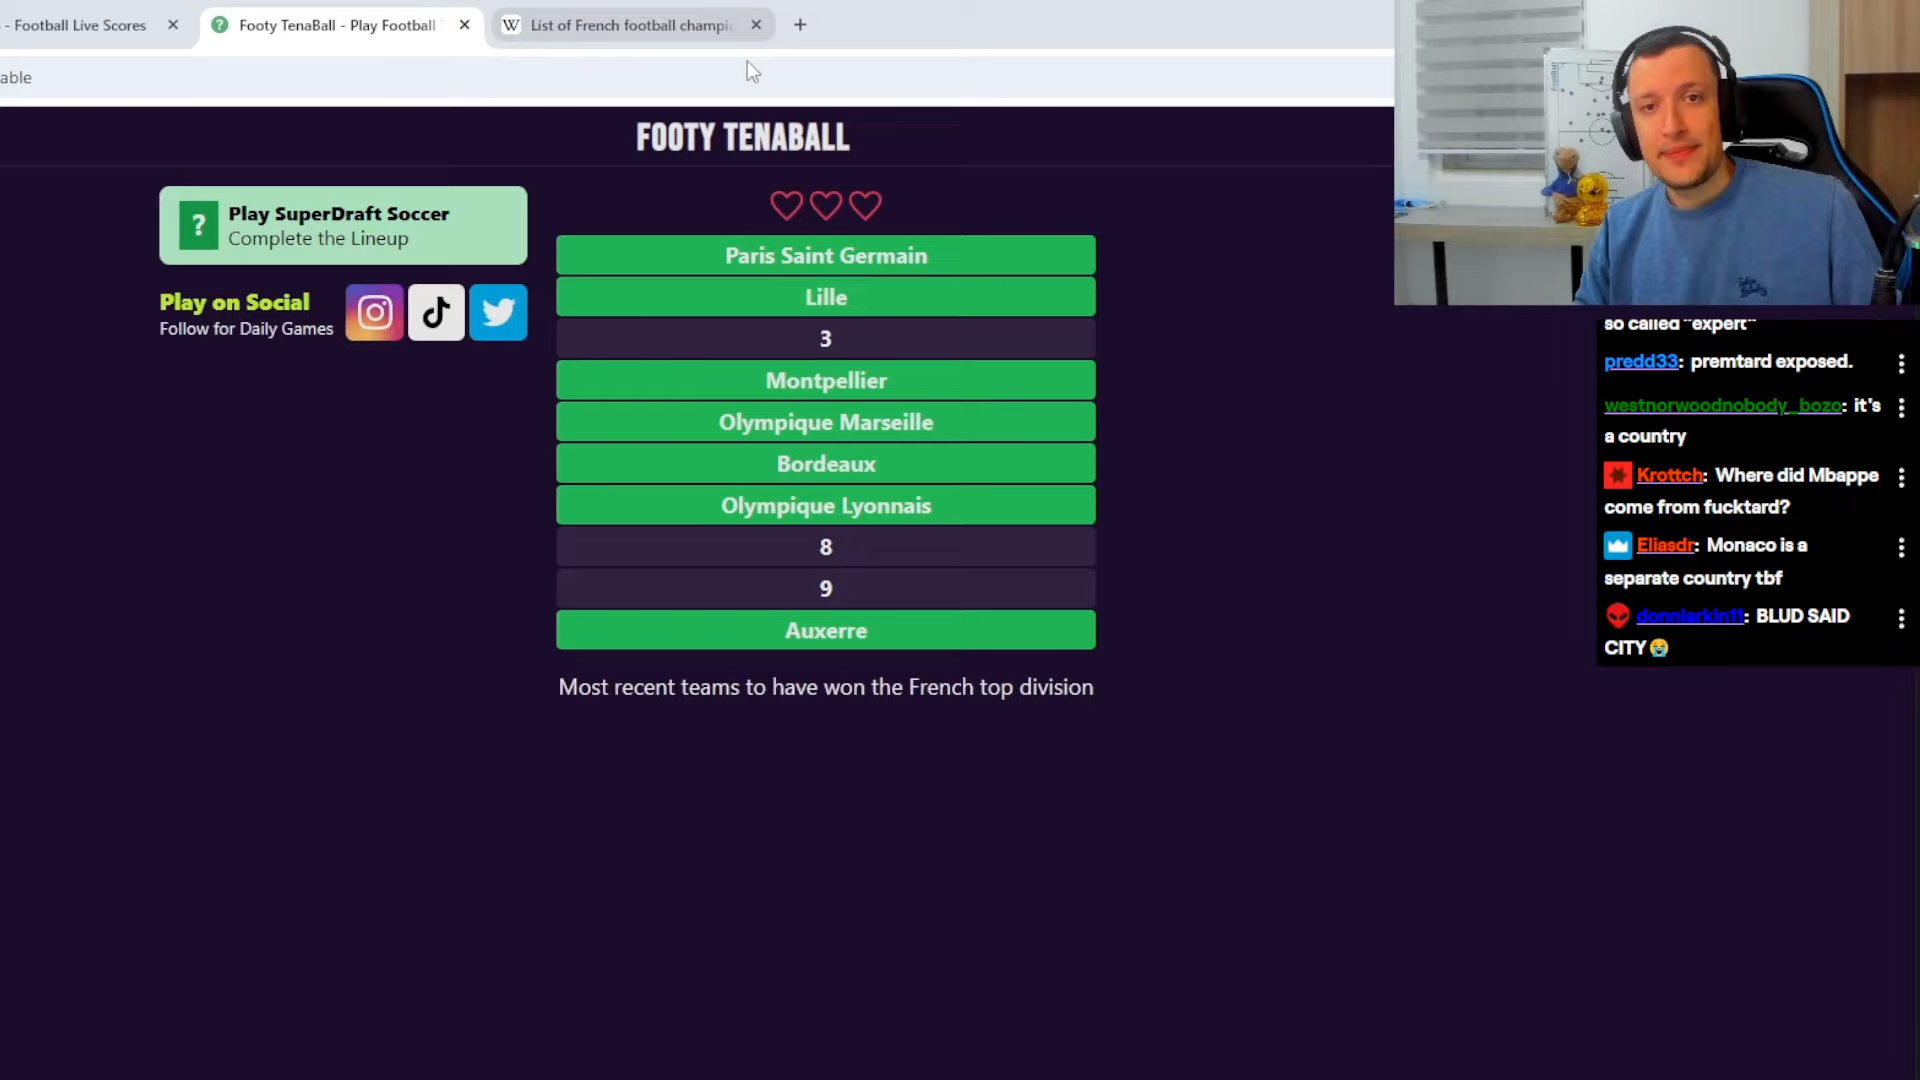 - Football Live Scores
Footy TenaBall - Play Football
W List of French football champi
able
FOOTY TENABALL
? Play SuperDraft Soccer
Complete the Lineup
Play on Social
Follow for Daily Games
Paris Saint Germain
Lille
3
Montpellier
Olympique Marseille
Bordeaux
Olympique Lyonnais
8
9
Auxerre
Most recent teams to have won the French top division
so called "expert"
predd33: premtard exposed.
westnorwoodnobody_bozo: it's
a country
Krottch: Where did Mbappe
come from fucktard?
Eliasdr: Monaco is a
separate country tbf
donnlarkin11: BLUD SAID
CITY😭